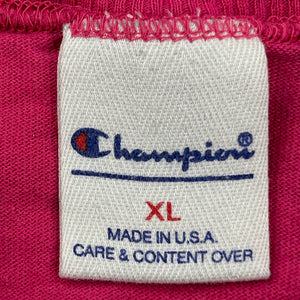 Champion
XL
MADE IN U.S.A.
CARE & CONTENT OVER